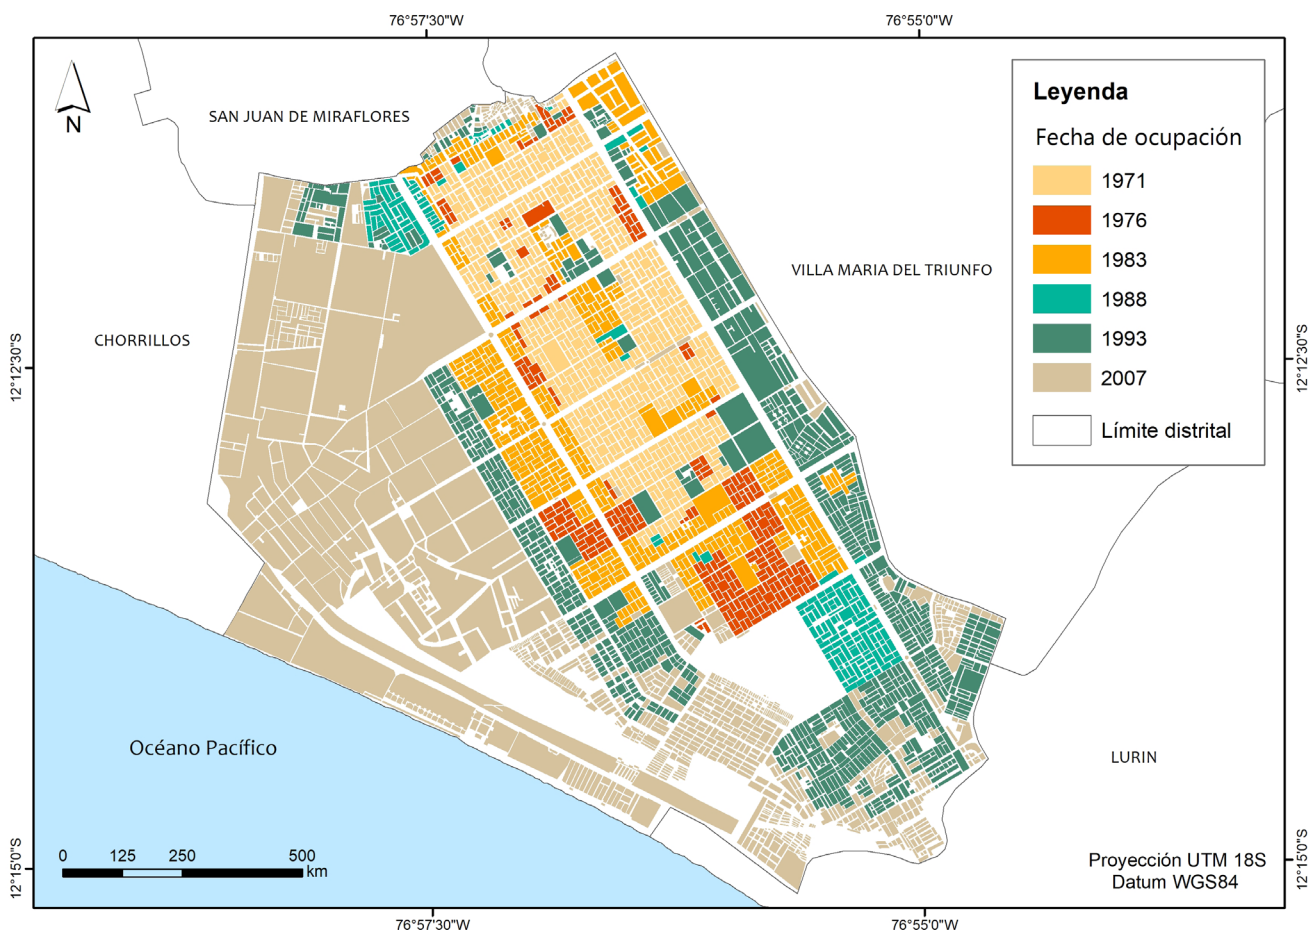 76°57'30"W
76°55'0"W
N
SAN JUAN DE MIRAFLORES
VILLA MARIA DEL TRIUNFO
CHORRILLOS
LURIN
Océano Pacífico
Leyenda
Fecha de ocupación
1971
1976
1983
1988
1993
2007
Límite distrital
12°12'30"S
12°12'30"S
12°15'0"S
12°15'0"S
0 125 250 500
km
Proyección UTM 18S
Datum WGS84
76°57'30"W
76°55'0"W